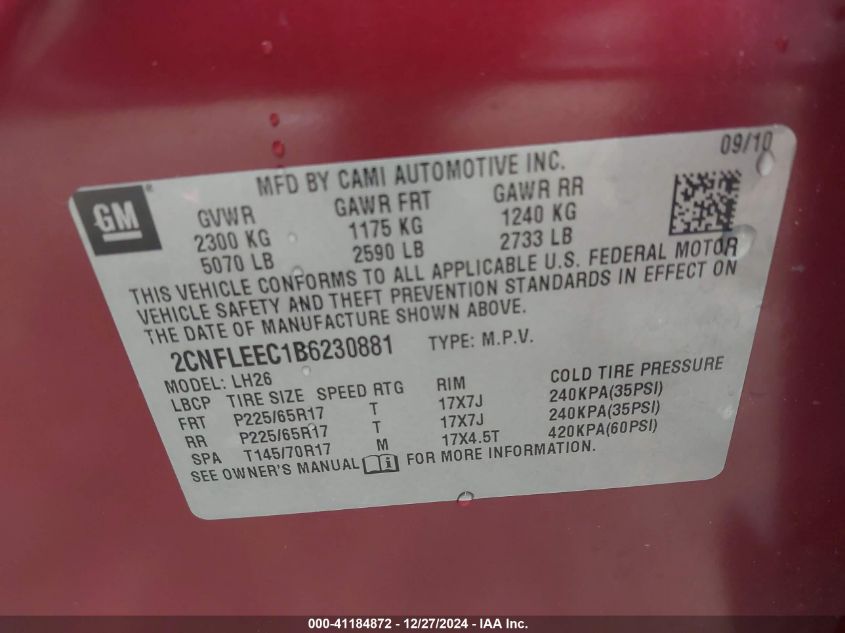 09/10
MFD BY CAMI AUTOMOTIVE INC.
GM®
GVWR GAWR FRT GAWR RR
2300 KG 1175 KG 1240 KG
5070 LB 2590 LB 2733 LB
THIS VEHICLE CONFORMS TO ALL APPLICABLE U.S. FEDERAL MOTOR
VEHICLE SAFETY AND THEFT PREVENTION STANDARDS IN EFFECT ON
THE DATE OF MANUFACTURE SHOWN ABOVE.
2CNFLEEC1B6230881 TYPE: M.P.V.
MODEL: LH26
LBCP TIRE SIZE SPEED RTG RIM COLD TIRE PRESSURE
FRT P225/65R17 T 17X7J 240KPA(35PSI)
RR P225/65R17 T 17X7J 240KPA(35PSI)
SPA T145/70R17 M 17X4.5T 420KPA(60PSI)
SEE OWNER'S MANUAL i FOR MORE INFORMATION.
000-41184872 / 12/27/2024 - IAA Inc.